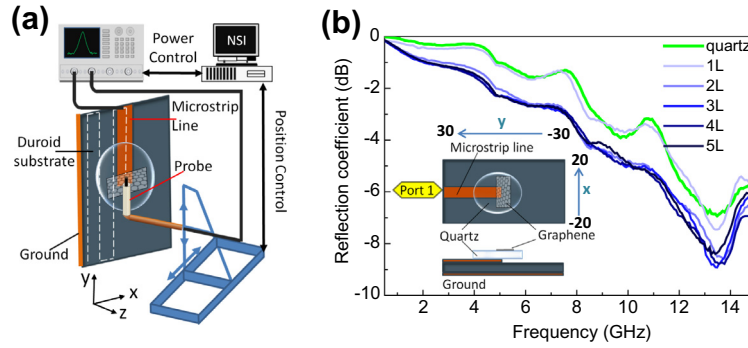 (a)
NSI
Power
Control
Microstrip
Line
Duroid
substrate
Probe
Position Control
Ground
y
x
z
(b)
0
-2
-4
-6
-8
-10
Reflection coefficient (dB)
quartz
1L
2L
3L
4L
5L
y
30
-30
Microstrip line
20
Port 1
x
-20
Quartz
Graphene
Ground
2 4 6 8 10 12 14
Frequency (GHz)